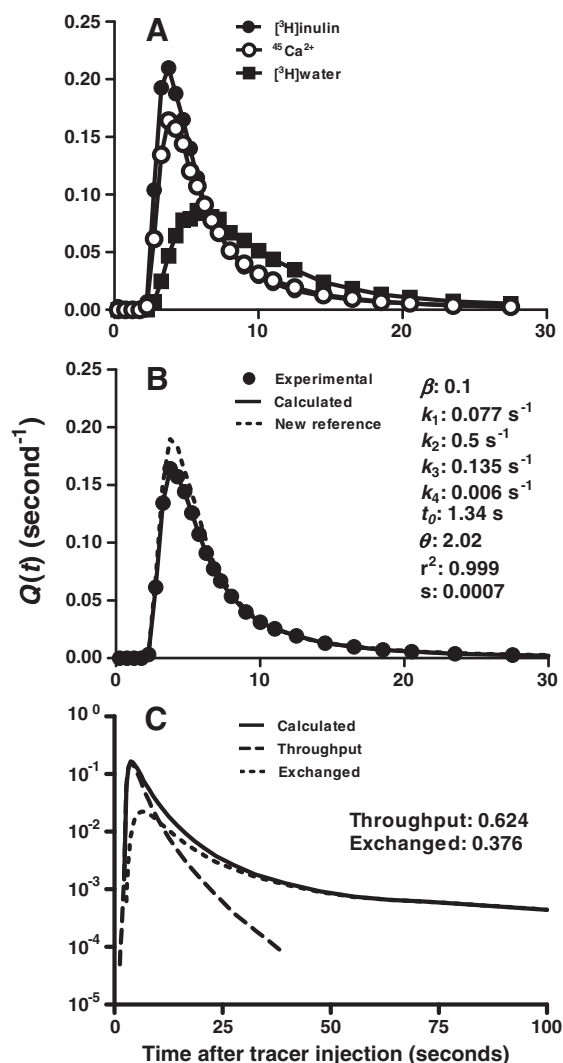 A
[³H]inulin
⁴⁵Ca²⁺
[³H]water
0.25
0.20
0.15
0.10
0.05
0.00
0 10 20 30
B
Experimental
Calculated
New reference
β: 0.1
k₁: 0.077 s⁻¹
k₂: 0.5 s⁻¹
k₃: 0.135 s⁻¹
k₄: 0.006 s⁻¹
t₀: 1.34 s
θ: 2.02
r²: 0.999
s: 0.0007
Q(t) (second⁻¹)
0.25
0.20
0.15
0.10
0.05
0.00
0 10 20 30
C
Calculated
Throughput
Exchanged
Throughput: 0.624
Exchanged: 0.376
10⁰
10⁻¹
10⁻²
10⁻³
10⁻⁴
10⁻⁵
0 25 50 75 100
Time after tracer injection (seconds)